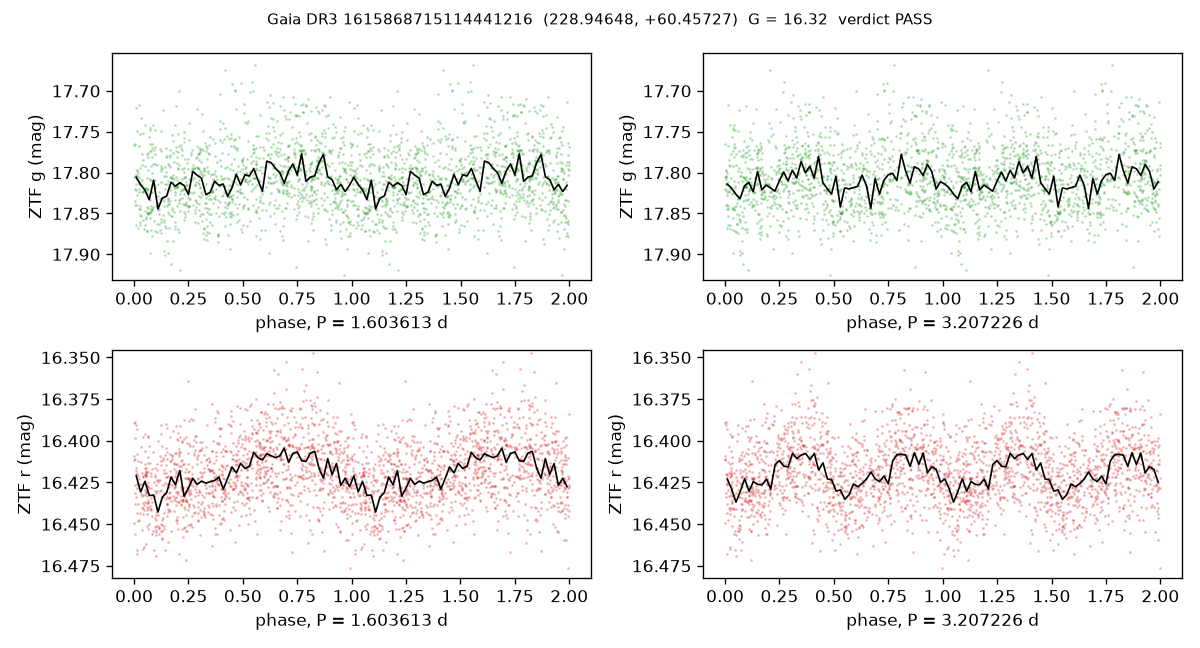 Gaia DR3 1615868715114441216 (228.94648, +60.45727) G = 16.32 verdict PASS
ZTF g (mag)
17.70
17.75
17.80
17.85
17.90
0.00 0.25 0.50 0.75 1.00 1.25 1.50 1.75 2.00
phase, P = 1.603613 d
ZTF g (mag)
17.70
17.75
17.80
17.85
17.90
0.00 0.25 0.50 0.75 1.00 1.25 1.50 1.75 2.00
phase, P = 3.207226 d
ZTF r (mag)
16.350
16.375
16.400
16.425
16.450
16.475
0.00 0.25 0.50 0.75 1.00 1.25 1.50 1.75 2.00
phase, P = 1.603613 d
ZTF r (mag)
16.350
16.375
16.400
16.425
16.450
16.475
0.00 0.25 0.50 0.75 1.00 1.25 1.50 1.75 2.00
phase, P = 3.207226 d